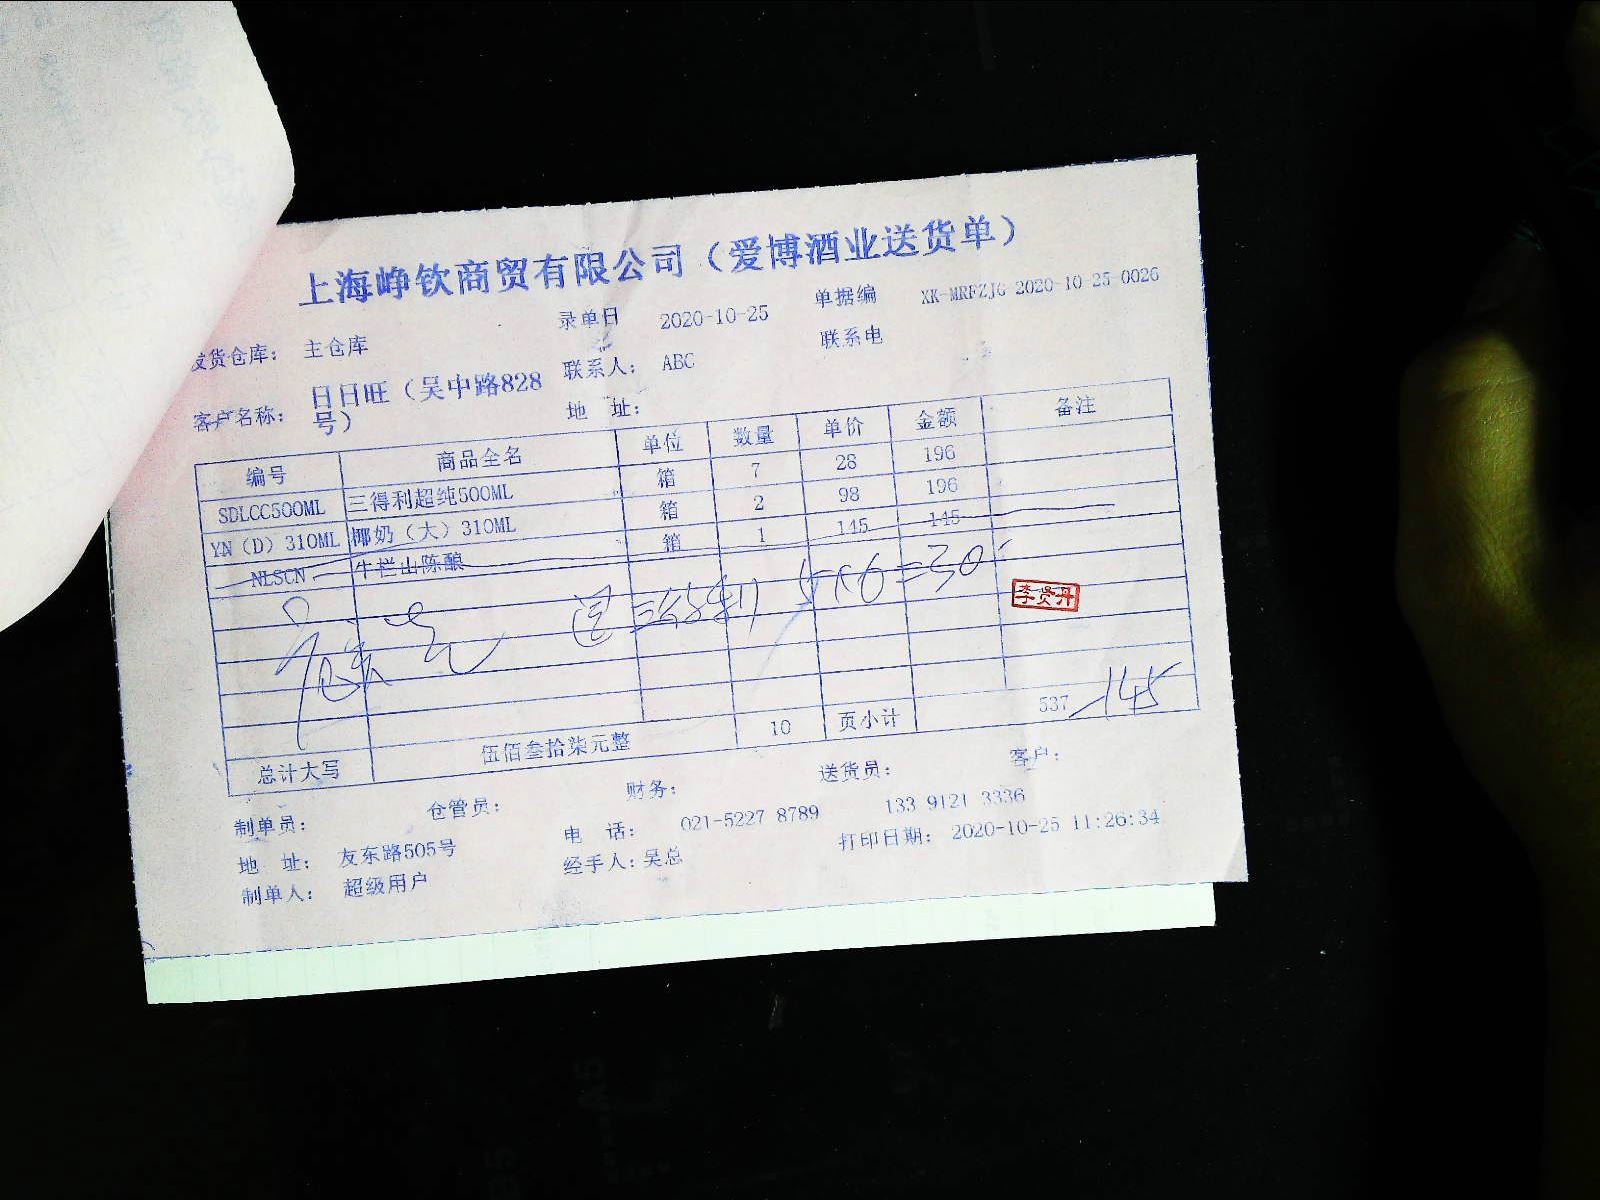 上海峥钦商贸有限公司（爱博酒业送货单）
录单日 2020-10-25 单据编 XK-MRFZJG-2020-10-25-0026
发货仓库： 主仓库 联系人： ABC 联系电
客户名称： 日日旺（吴中路828号） 地 址：
编号 商品全名 单位 数量 单价 金额 备注
SDLCC500ML 三得利超纯500ML 箱 7 28 196
YN（D）310ML 椰奶（大）310ML 箱 2 98 196
NLSCN 牛栏山陈酿 箱 1 145 145
退三得利 5×6=30
李贤丹
总计大写 伍佰叁拾柒元整 10 页小计 537 -145
制单员： 仓管员： 财务： 送货员： 客户：
地 址： 友东路505号 电 话： 021-5227 8789 133 9121 3336
制单人： 超级用户 经手人：吴总 打印日期： 2020-10-25 11:26:34